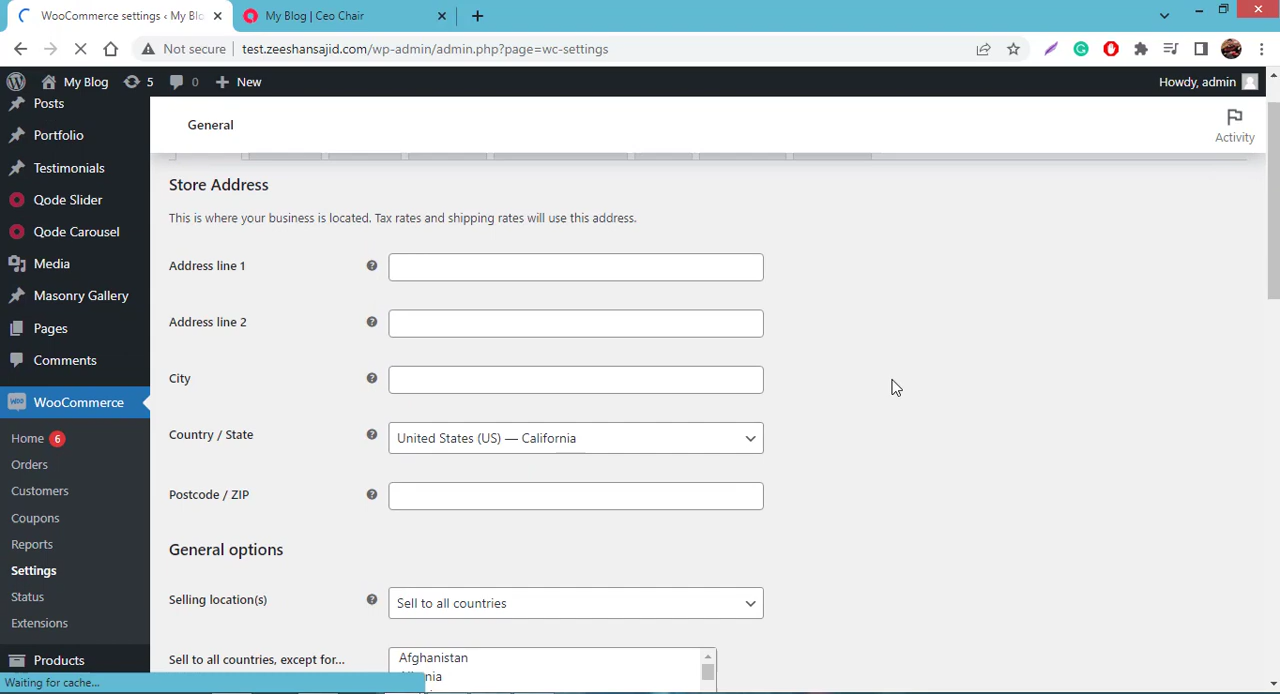 WooCommerce settings ‹ My Blo
My Blog | Ceo Chair
Not secure | test.zeeshansajid.com/wp-admin/admin.php?page=wc-settings
My Blog 5 0 New Howdy, admin
Posts
Portfolio
Testimonials
Qode Slider
Qode Carousel
Media
Masonry Gallery
Pages
Comments
WooCommerce
Home 6
Orders
Customers
Coupons
Reports
Settings
Status
Extensions
Products
Waiting for cache...
General
Activity
Store Address
This is where your business is located. Tax rates and shipping rates will use this address.
Address line 1
Address line 2
City
Country / State United States (US) — California
Postcode / ZIP
General options
Selling location(s) Sell to all countries
Sell to all countries, except for... Afghanistan